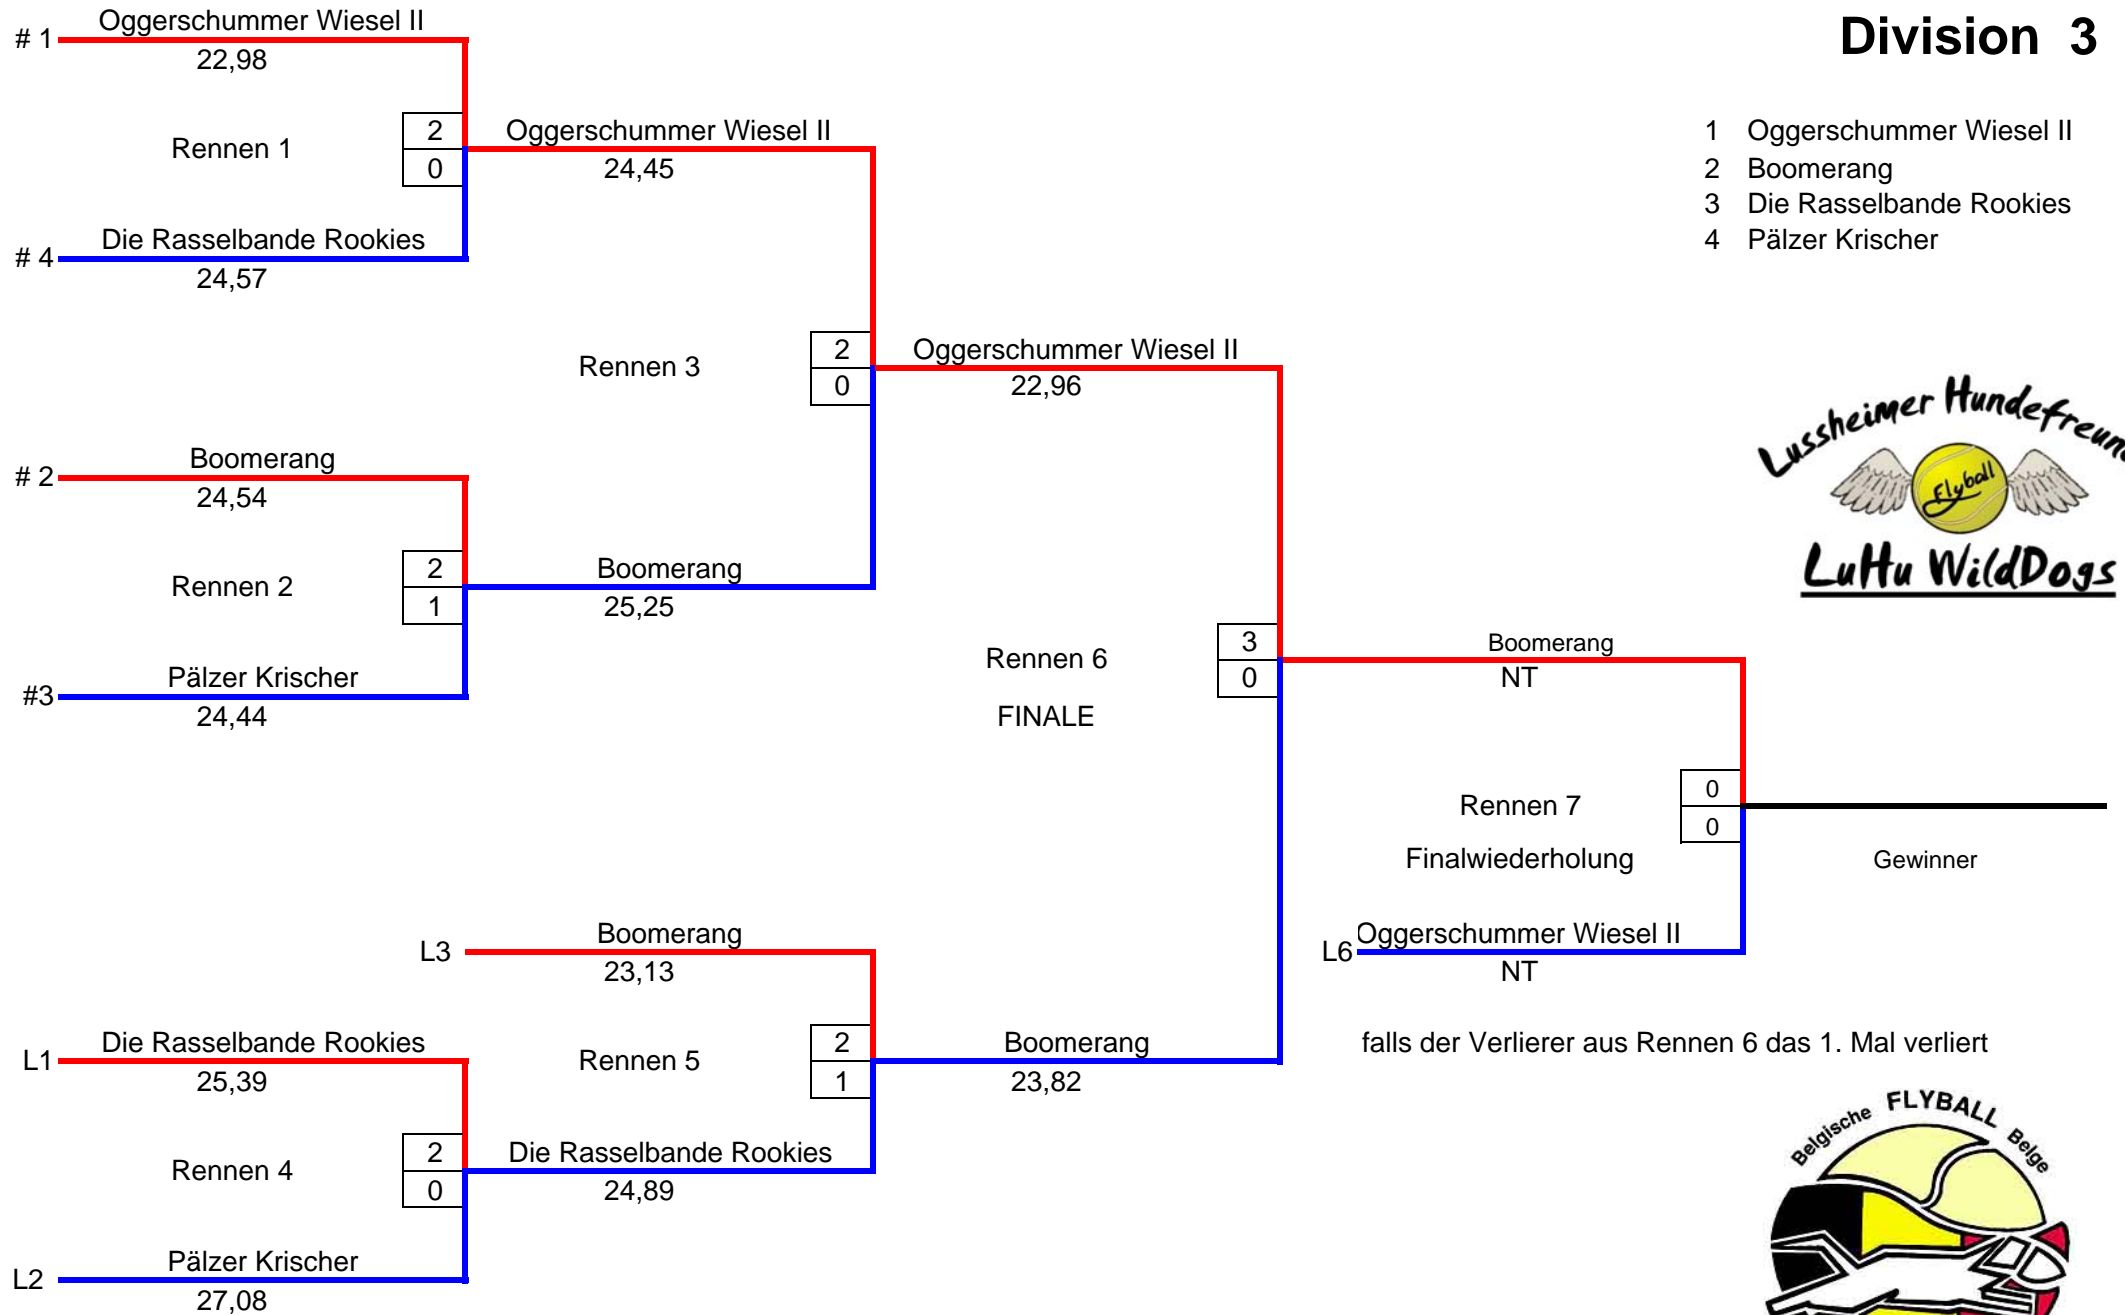 Division 3
# 1
Oggerschummer Wiesel II
22,98
Rennen 1
2
0
Oggerschummer Wiesel II
24,45
# 4
Die Rasselbande Rookies
24,57
1 Oggerschummer Wiesel II
2 Boomerang
3 Die Rasselbande Rookies
4 Pälzer Krischer
Rennen 3
2
0
Oggerschummer Wiesel II
22,96
# 2
Boomerang
24,54
Rennen 2
2
1
Boomerang
25,25
#3
Pälzer Krischer
24,44
Lussheimer Hundefreund
Flyball
LuHu WildDogs
Rennen 6
3
0
FINALE
Boomerang
NT
Rennen 7
0
0
Finalwiederholung
Gewinner
L6
Oggerschummer Wiesel II
NT
falls der Verlierer aus Rennen 6 das 1. Mal verliert
L3
Boomerang
23,13
Rennen 5
2
1
Boomerang
23,82
L1
Die Rasselbande Rookies
25,39
Rennen 4
2
0
Die Rasselbande Rookies
24,89
L2
Pälzer Krischer
27,08
Belgische FLYBALL Belge